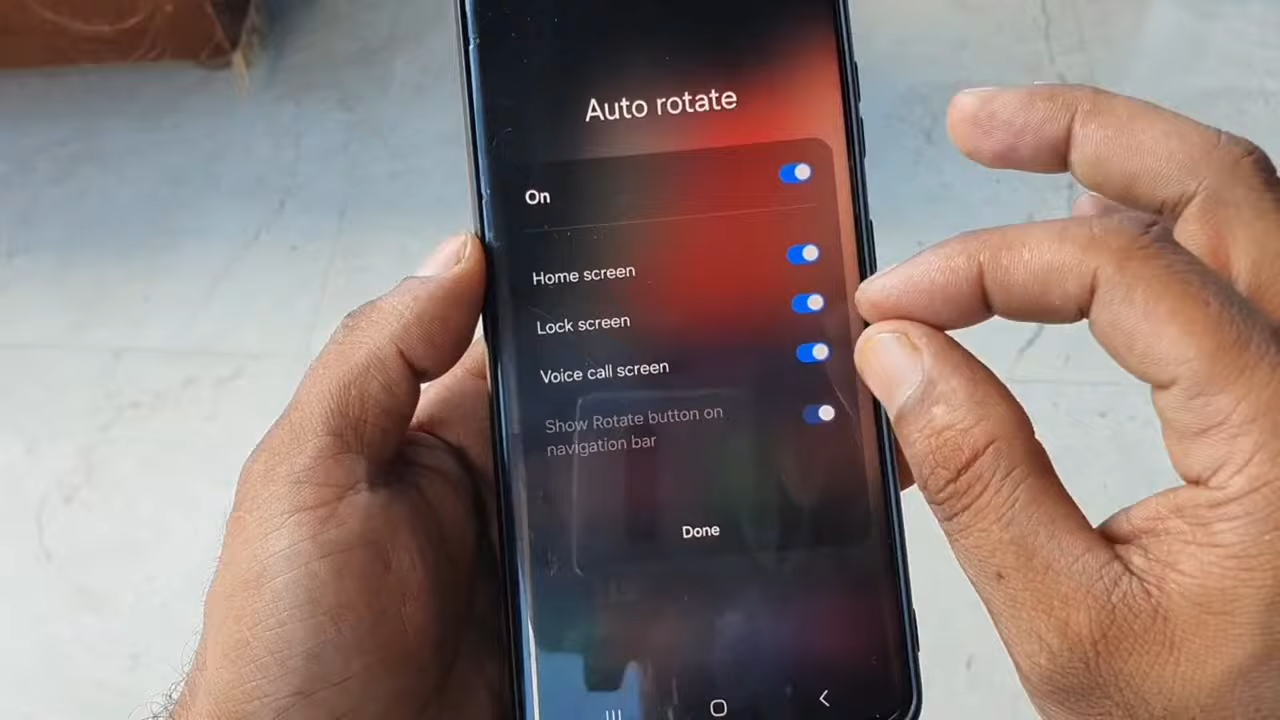 Auto rotate
On
Home screen
Lock screen
Voice call screen
Show Rotate button on
navigation bar
Done